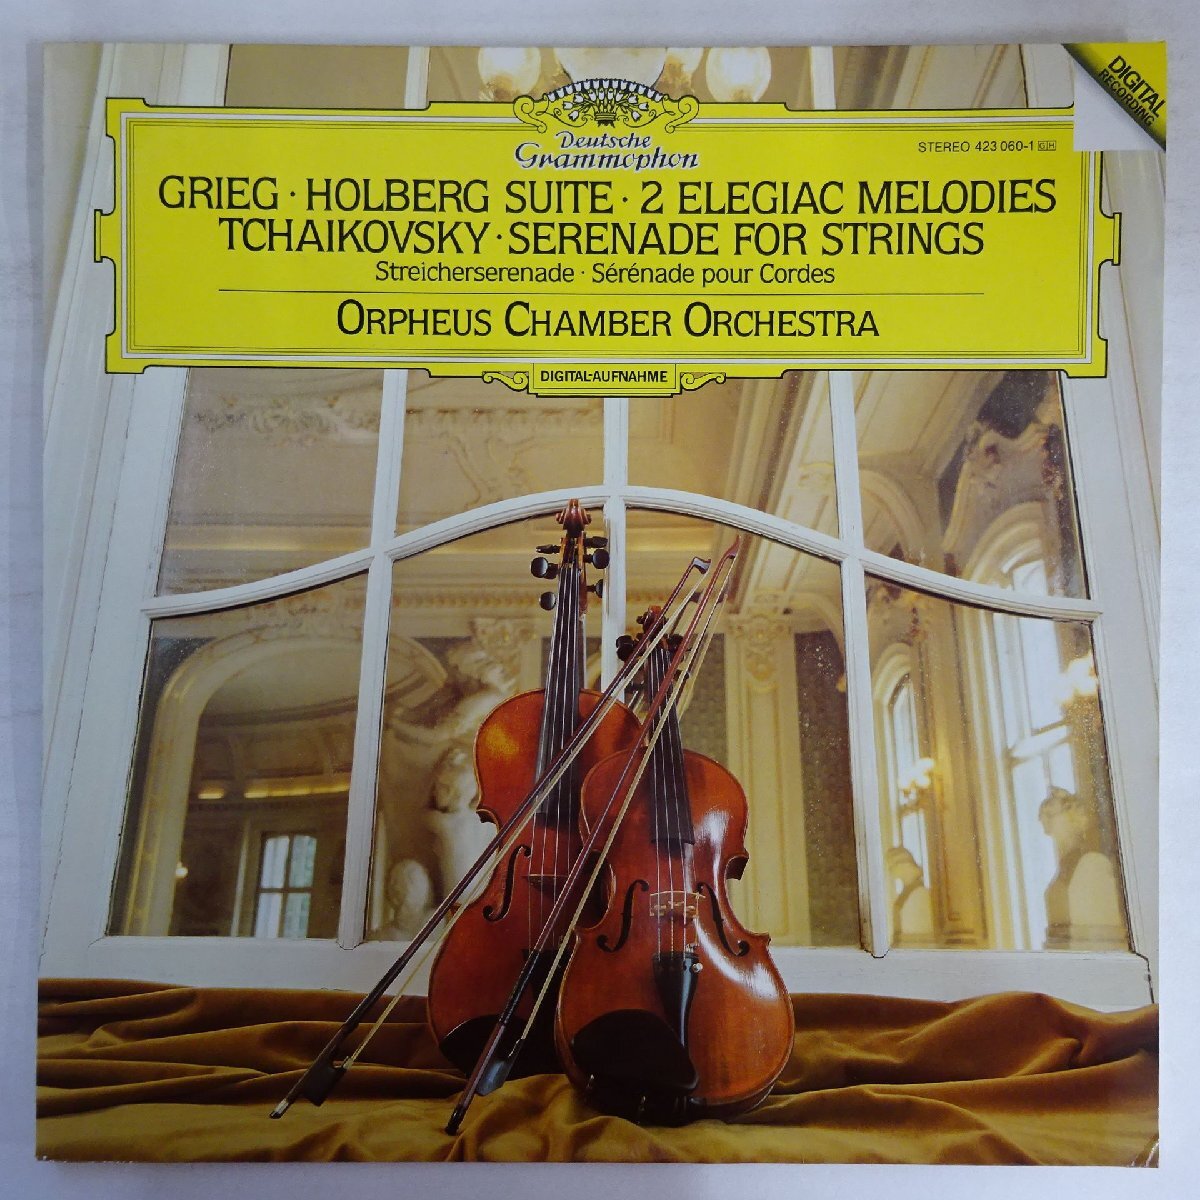 DIGITAL
RECORDING
Deutsche
Grammophon
STEREO 423 060-1 GH
GRIEG · HOLBERG SUITE · 2 ELEGIAC MELODIES
TCHAIKOVSKY · SERENADE FOR STRINGS
Streicherserenade · Sérénade pour Cordes
ORPHEUS CHAMBER ORCHESTRA
DIGITAL-AUFNAHME